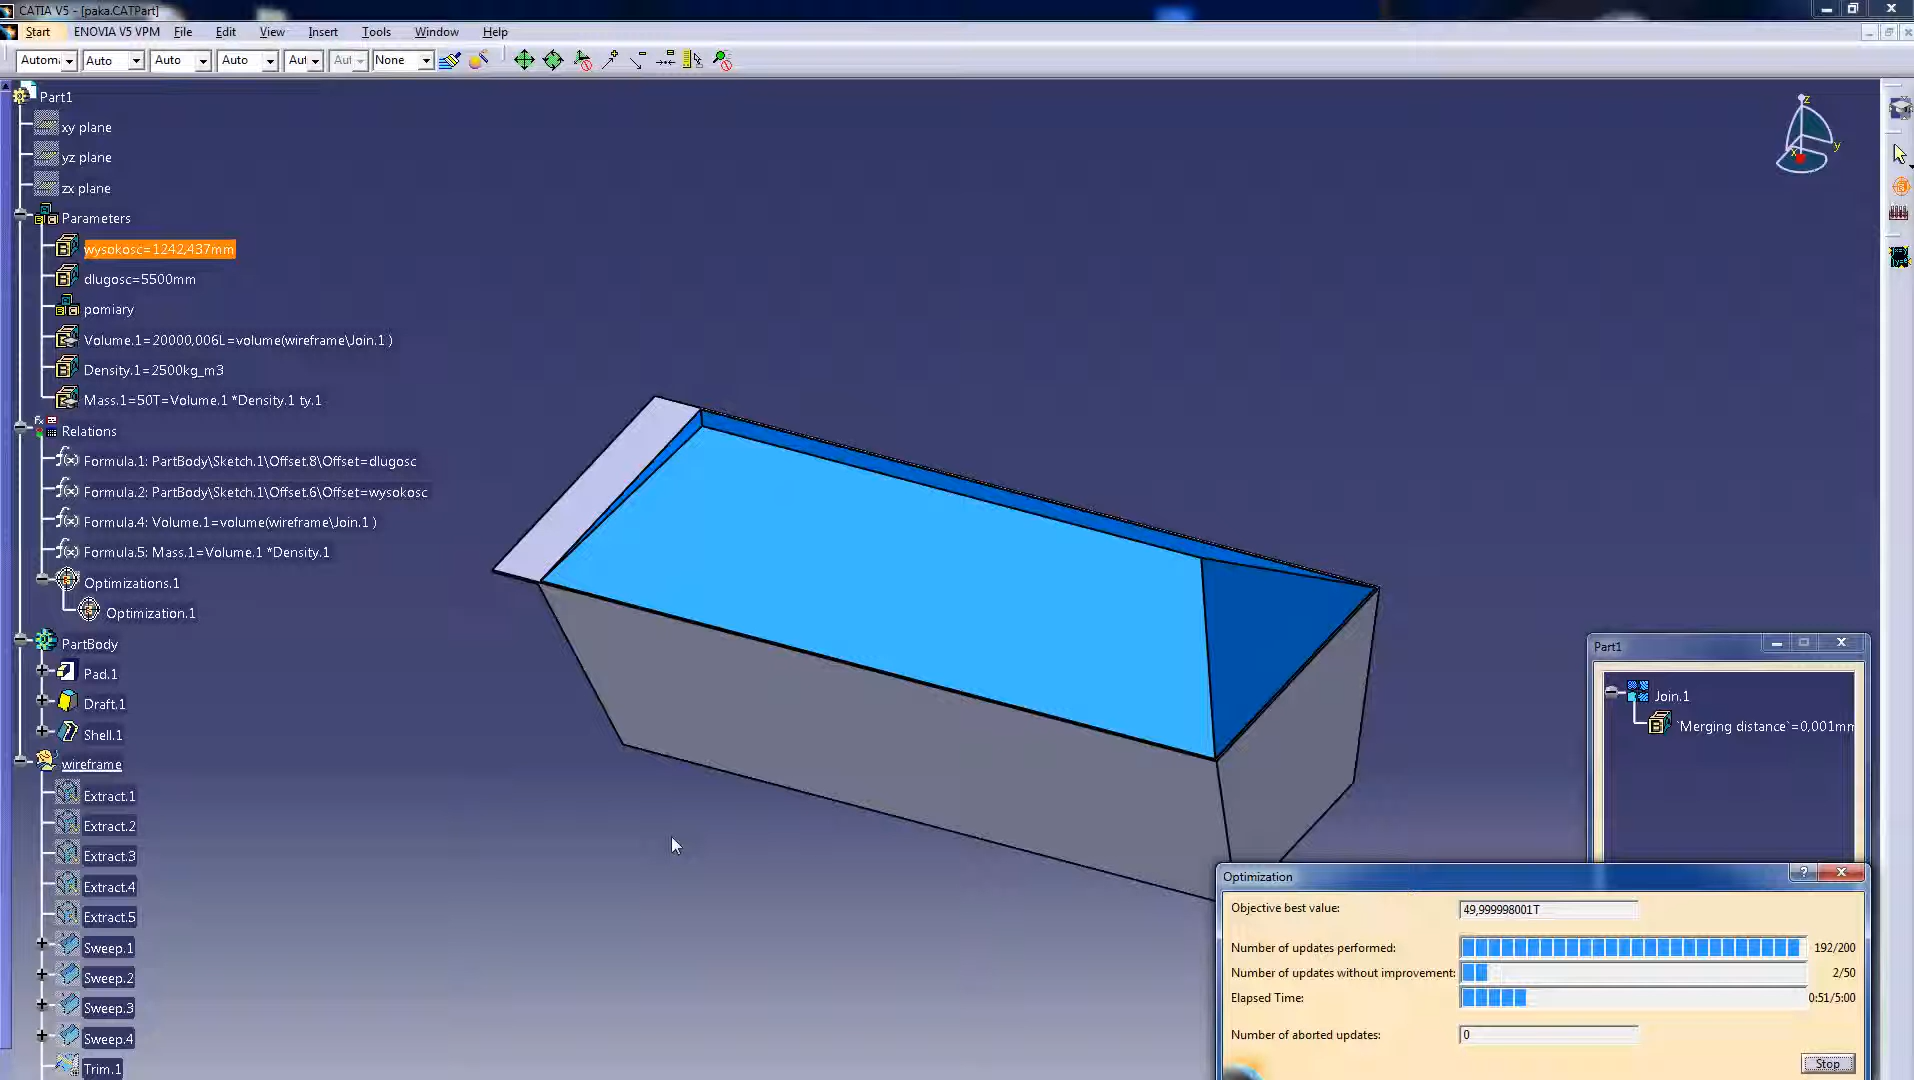 CATIA V5 - [paka.CATPart]
Start ENOVIA V5 VPM File Edit View Insert Tools Window Help
Autom Auto Auto Auto Aut Aut None
Part1
xy plane
yz plane
zx plane
Parameters
wysokosc=1242,437mm
dlugosc=5500mm
pomiary
Volume.1=20000,006L=volume(wireframe\Join.1 )
Density.1=2500kg_m3
Mass.1=50T=Volume.1 *Density.1 ty.1
Relations
Formula.1: PartBody\Sketch.1\Offset.8\Offset=dlugosc
Formula.2: PartBody\Sketch.1\Offset.6\Offset=wysokosc
Formula.4: Volume.1=volume(wireframe\Join.1 )
Formula.5: Mass.1=Volume.1 *Density.1
Optimizations.1
Optimization.1
PartBody
Pad.1
Draft.1
Shell.1
wireframe
Extract.1
Extract.2
Extract.3
Extract.4
Extract.5
Sweep.1
Sweep.2
Sweep.3
Sweep.4
Trim.1
z
y
x
Part1
Join.1
`Merging distance`=0,001mm
Optimization
Objective best value: 49,999998001T
Number of updates performed: 192/200
Number of updates without improvement: 2/50
Elapsed Time: 0:51/5:00
Number of aborted updates: 0
Stop